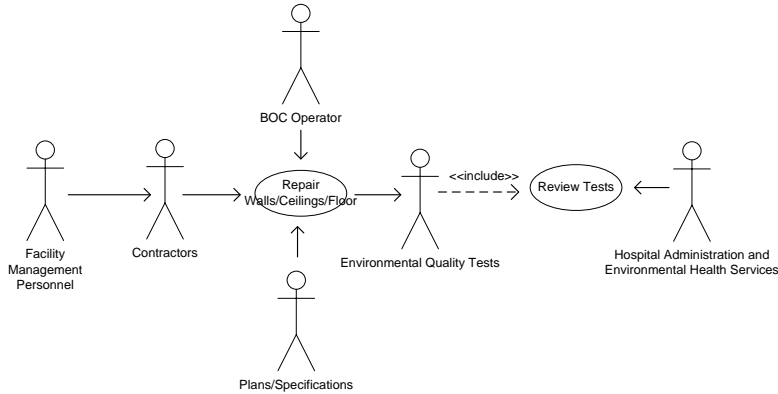 BOC Operator
<<include>>
Repair
Walls/Ceilings/Floor
Review Tests
Facility
Management
Personnel
Contractors
Environmental Quality Tests
Hospital Administration and
Environmental Health Services
Plans/Specifications